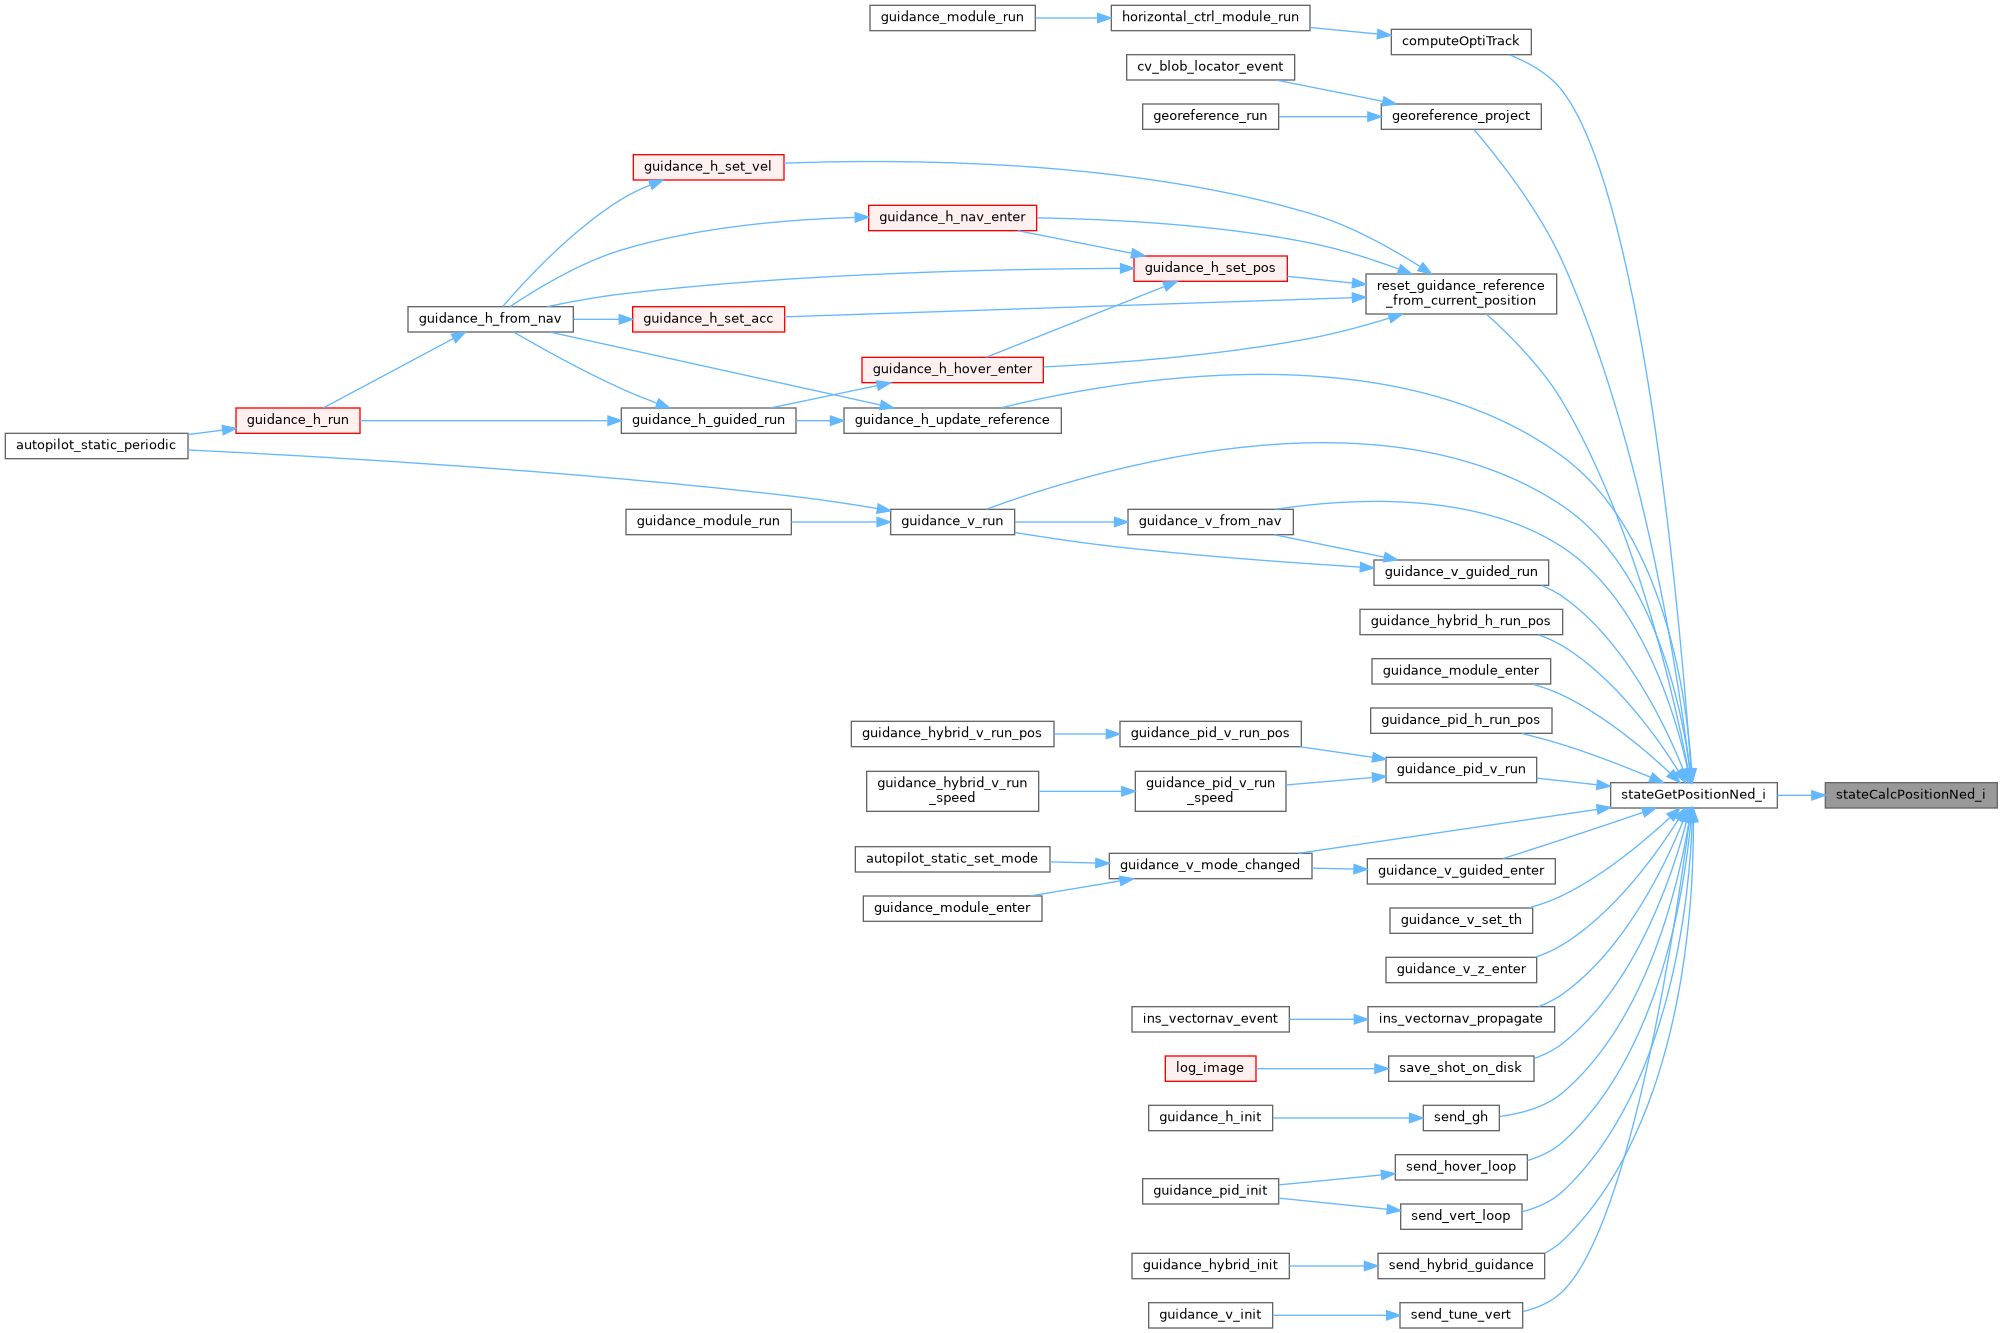 guidance_module_run
horizontal_ctrl_module_run
computeOptiTrack
cv_blob_locator_event
georeference_run
georeference_project
guidance_h_set_vel
guidance_h_nav_enter
guidance_h_set_pos
reset_guidance_reference
_from_current_position
guidance_h_from_nav
guidance_h_set_acc
guidance_h_hover_enter
guidance_h_run
guidance_h_guided_run
guidance_h_update_reference
autopilot_static_periodic
guidance_module_run
guidance_v_run
guidance_v_from_nav
guidance_v_guided_run
guidance_hybrid_h_run_pos
guidance_module_enter
guidance_pid_h_run_pos
guidance_hybrid_v_run_pos
guidance_pid_v_run_pos
guidance_pid_v_run
guidance_hybrid_v_run
_speed
guidance_pid_v_run
_speed
stateGetPositionNed_i
stateCalcPositionNed_i
autopilot_static_set_mode
guidance_v_mode_changed
guidance_v_guided_enter
guidance_module_enter
guidance_v_set_th
guidance_v_z_enter
ins_vectornav_event
ins_vectornav_propagate
log_image
save_shot_on_disk
guidance_h_init
send_gh
send_hover_loop
guidance_pid_init
send_vert_loop
guidance_hybrid_init
send_hybrid_guidance
guidance_v_init
send_tune_vert